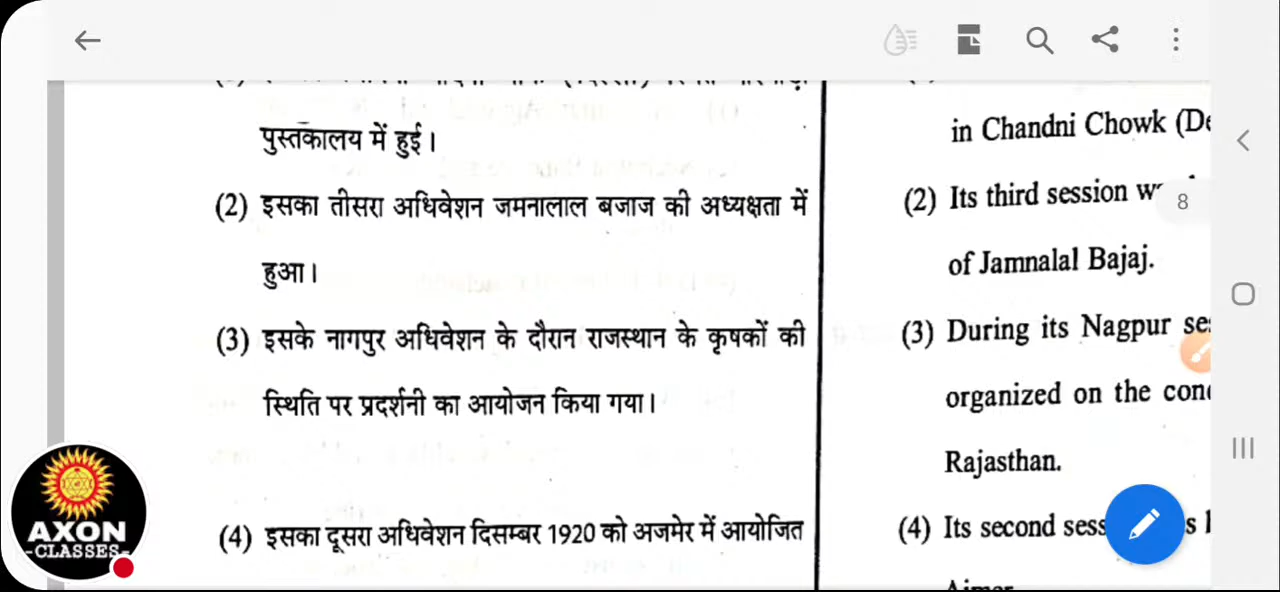 पुस्तकालय में हुई।
(2) इसका तीसरा अधिवेशन जमनालाल बजाज की अध्यक्षता में
हुआ।
(3) इसके नागपुर अधिवेशन के दौरान राजस्थान के कृषकों की
स्थिति पर प्रदर्शनी का आयोजन किया गया।
(4) इसका दूसरा अधिवेशन दिसम्बर 1920 को अजमेर में आयोजित
in Chandni Chowk
(2) Its third session
of Jamnalal Bajaj.
(3) During its Nagpur
organized on the
Rajasthan.
(4) Its second
8
AXON
-CLASSES-